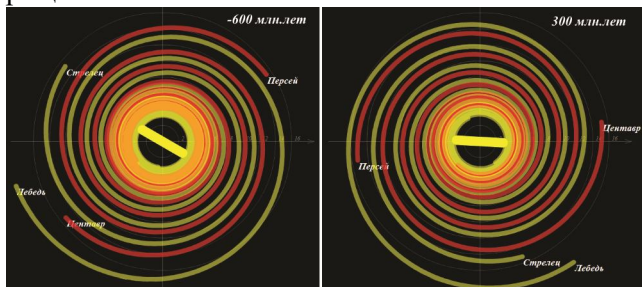 -600 млн.лет
Стрелец
Персей
Лебедь
Центавр
300 млн.лет
Центавр
Персей
Стрелец
Лебедь